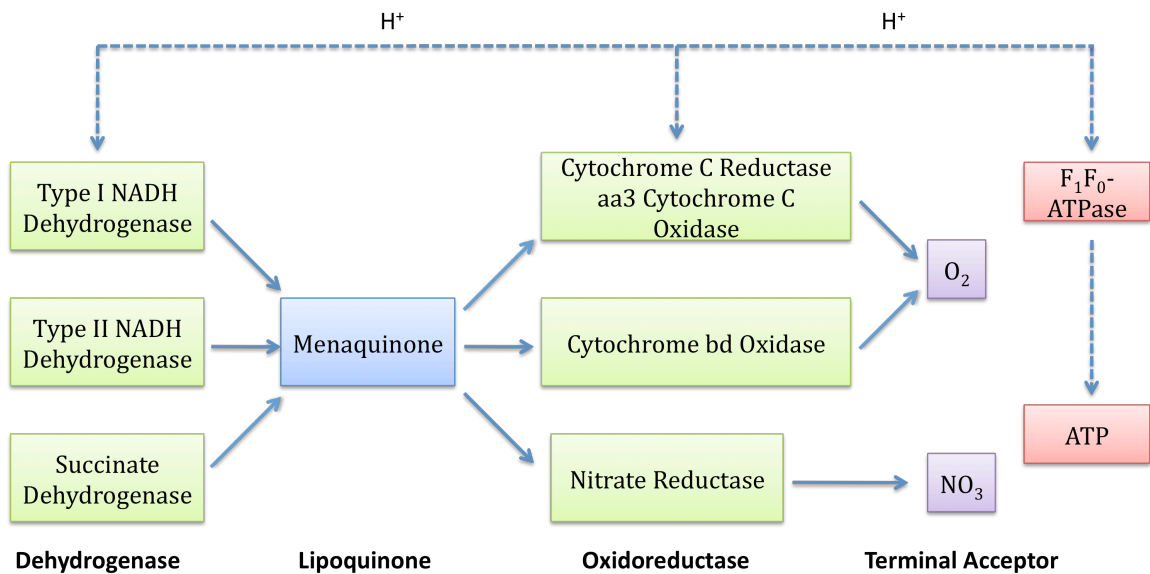 H⁺
H⁺
Type I NADH
Dehydrogenase
Cytochrome C Reductase
aa3 Cytochrome C
Oxidase
F₁F₀-
ATPase
O₂
Type II NADH
Dehydrogenase
Menaquinone
Cytochrome bd Oxidase
ATP
Succinate
Dehydrogenase
Nitrate Reductase
NO₃
Dehydrogenase
Lipoquinone
Oxidoreductase
Terminal Acceptor